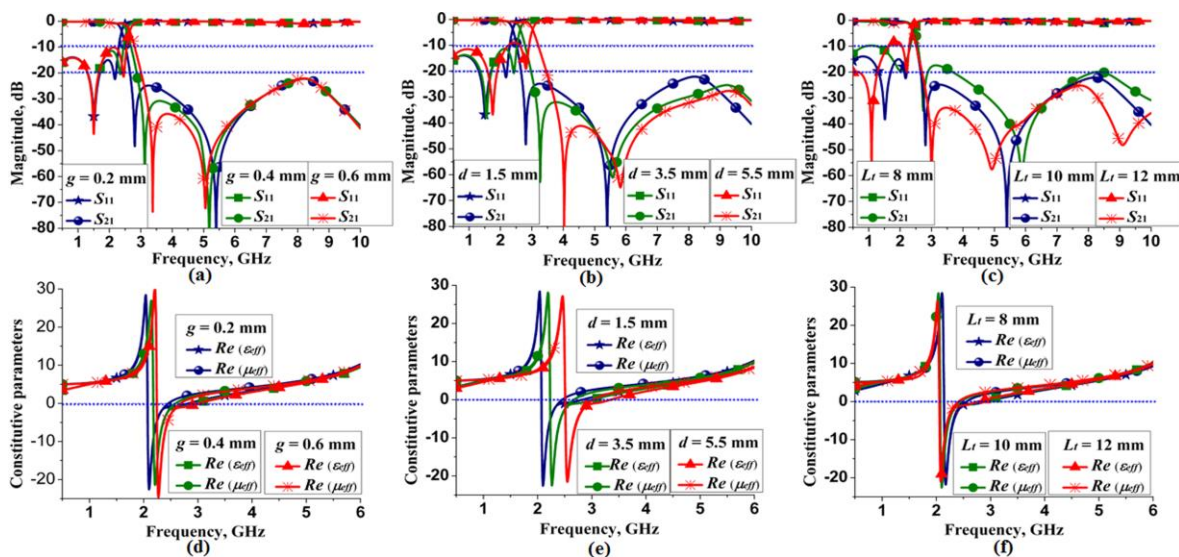 Magnitude, dB
0
-10
-20
-30
-40
-50
-60
-70
-80
g = 0.2 mm
S11
S21
g = 0.4 mm
S11
S21
g = 0.6 mm
S11
S21
1 2 3 4 5 6 7 8 9 10
Frequency, GHz
(a)
Magnitude, dB
0
-10
-20
-30
-40
-50
-60
-70
-80
d = 1.5 mm
S11
S21
d = 3.5 mm
S11
S21
d = 5.5 mm
S11
S21
1 2 3 4 5 6 7 8 9 10
Frequency, GHz
(b)
Magnitude, dB
0
-10
-20
-30
-40
-50
-60
-70
-80
Lt = 8 mm
S11
S21
Lt = 10 mm
S11
S21
Lt = 12 mm
S11
S21
1 2 3 4 5 6 7 8 9 10
Frequency, GHz
(c)
Constitutive parameters
30
20
10
0
-10
-20
g = 0.2 mm
Re (εeff)
Re (μeff)
g = 0.4 mm
Re (εeff)
Re (μeff)
g = 0.6 mm
Re (εeff)
Re (μeff)
1 2 3 4 5 6
Frequency, GHz
(d)
Constitutive parameters
30
20
10
0
-10
-20
d = 1.5 mm
Re (εeff)
Re (μeff)
d = 3.5 mm
Re (εeff)
Re (μeff)
d = 5.5 mm
Re (εeff)
Re (μeff)
1 2 3 4 5 6
Frequency, GHz
(e)
Constitutive parameters
30
20
10
0
-10
-20
Lt = 8 mm
Re (εeff)
Re (μeff)
Lt = 10 mm
Re (εeff)
Re (μeff)
Lt = 12 mm
Re (εeff)
Re (μeff)
1 2 3 4 5 6
Frequency, GHz
(f)